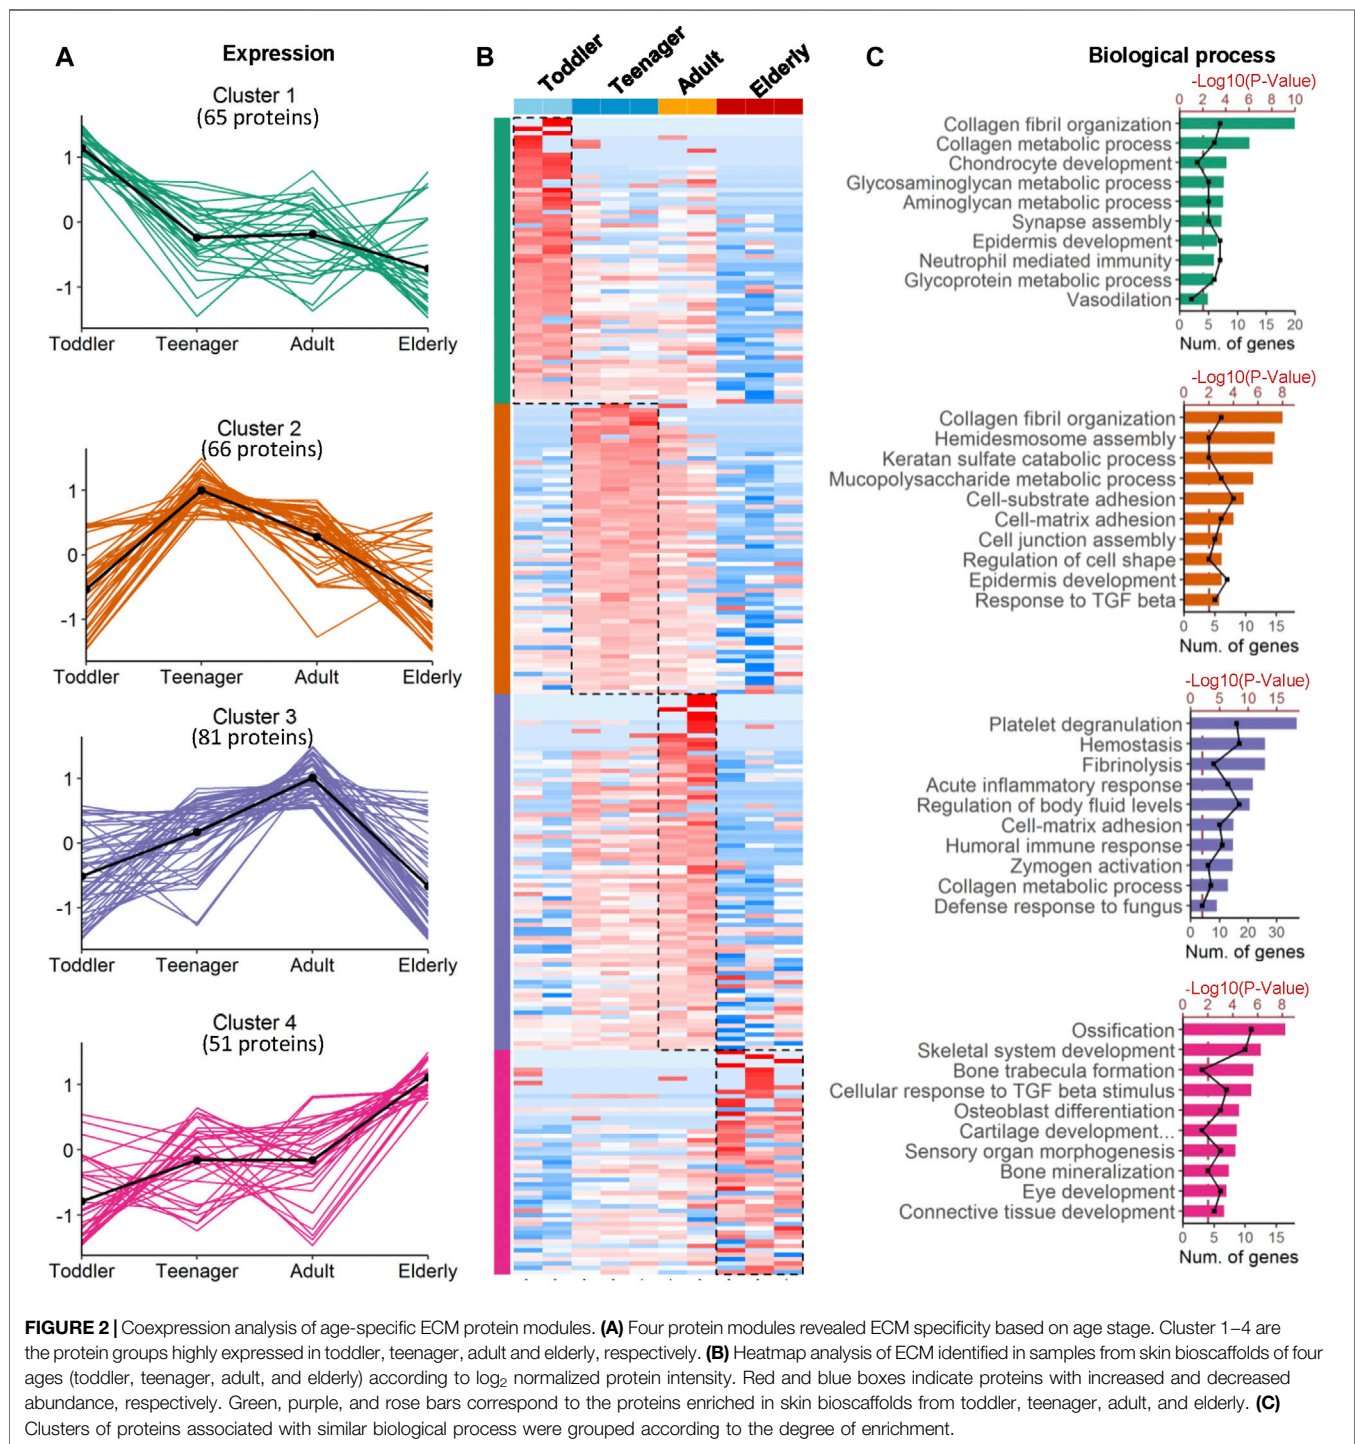 A
Expression
Cluster 1
(65 proteins)
1
0
-1
Toddler Teenager Adult Elderly
Cluster 2
(66 proteins)
1
0
-1
Toddler Teenager Adult Elderly
Cluster 3
(81 proteins)
1
0
-1
Toddler Teenager Adult Elderly
Cluster 4
(51 proteins)
1
0
-1
Toddler Teenager Adult Elderly
B
Toddler
Teenager
Adult
Elderly
C
Biological process
-Log10(P-Value)
0 2 4 6 8 10
Collagen fibril organization
Collagen metabolic process
Chondrocyte development
Glycosaminoglycan metabolic process
Aminoglycan metabolic process
Synapse assembly
Epidermis development
Neutrophil mediated immunity
Glycoprotein metabolic process
Vasodilation
0 5 10 15 20
Num. of genes
-Log10(P-Value)
0 2 4 6 8
Collagen fibril organization
Hemidesmosome assembly
Keratan sulfate catabolic process
Mucopolysaccharide metabolic process
Cell-substrate adhesion
Cell-matrix adhesion
Cell junction assembly
Regulation of cell shape
Epidermis development
Response to TGF beta
0 5 10 15
Num. of genes
-Log10(P-Value)
0 5 10 15
Platelet degranulation
Hemostasis
Fibrinolysis
Acute inflammatory response
Regulation of body fluid levels
Cell-matrix adhesion
Humoral immune response
Zymogen activation
Collagen metabolic process
Defense response to fungus
0 10 20 30
Num. of genes
-Log10(P-Value)
0 2 4 6 8
Ossification
Skeletal system development
Bone trabecula formation
Cellular response to TGF beta stimulus
Osteoblast differentiation
Cartilage development...
Sensory organ morphogenesis
Bone mineralization
Eye development
Connective tissue development
0 5 10 15
Num. of genes
FIGURE 2 | Coexpression analysis of age-specific ECM protein modules. (A) Four protein modules revealed ECM specificity based on age stage. Cluster 1–4 are
the protein groups highly expressed in toddler, teenager, adult and elderly, respectively. (B) Heatmap analysis of ECM identified in samples from skin bioscaffolds of four
ages (toddler, teenager, adult, and elderly) according to log₂ normalized protein intensity. Red and blue boxes indicate proteins with increased and decreased
abundance, respectively. Green, purple, and rose bars correspond to the proteins enriched in skin bioscaffolds from toddler, teenager, adult, and elderly. (C)
Clusters of proteins associated with similar biological process were grouped according to the degree of enrichment.